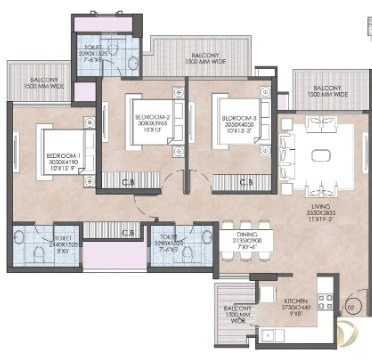 TOILET
2290X1525
7'-6"X5'
BALCONY
1500 MM WIDE
BALCONY
1500 MM WIDE
BALCONY
1500 MM WIDE
BEDROOM-2
3050X3965
10'X13'
BEDROOM-3
3050X4050
10'X13'-3"
BEDROOM-1
3050X4190
10'X13'-9"
C.B
C.B
C.B
LIVING
11'X19'-2"
TOILET
2440X1525
8'X5'
TOILET
2290X1525
7'-6"X5'
DINING
2135X2900
7'X9'-6"
BALCONY
1500 MM
WIDE
KITCHEN
2750X2440
9'X8'
02